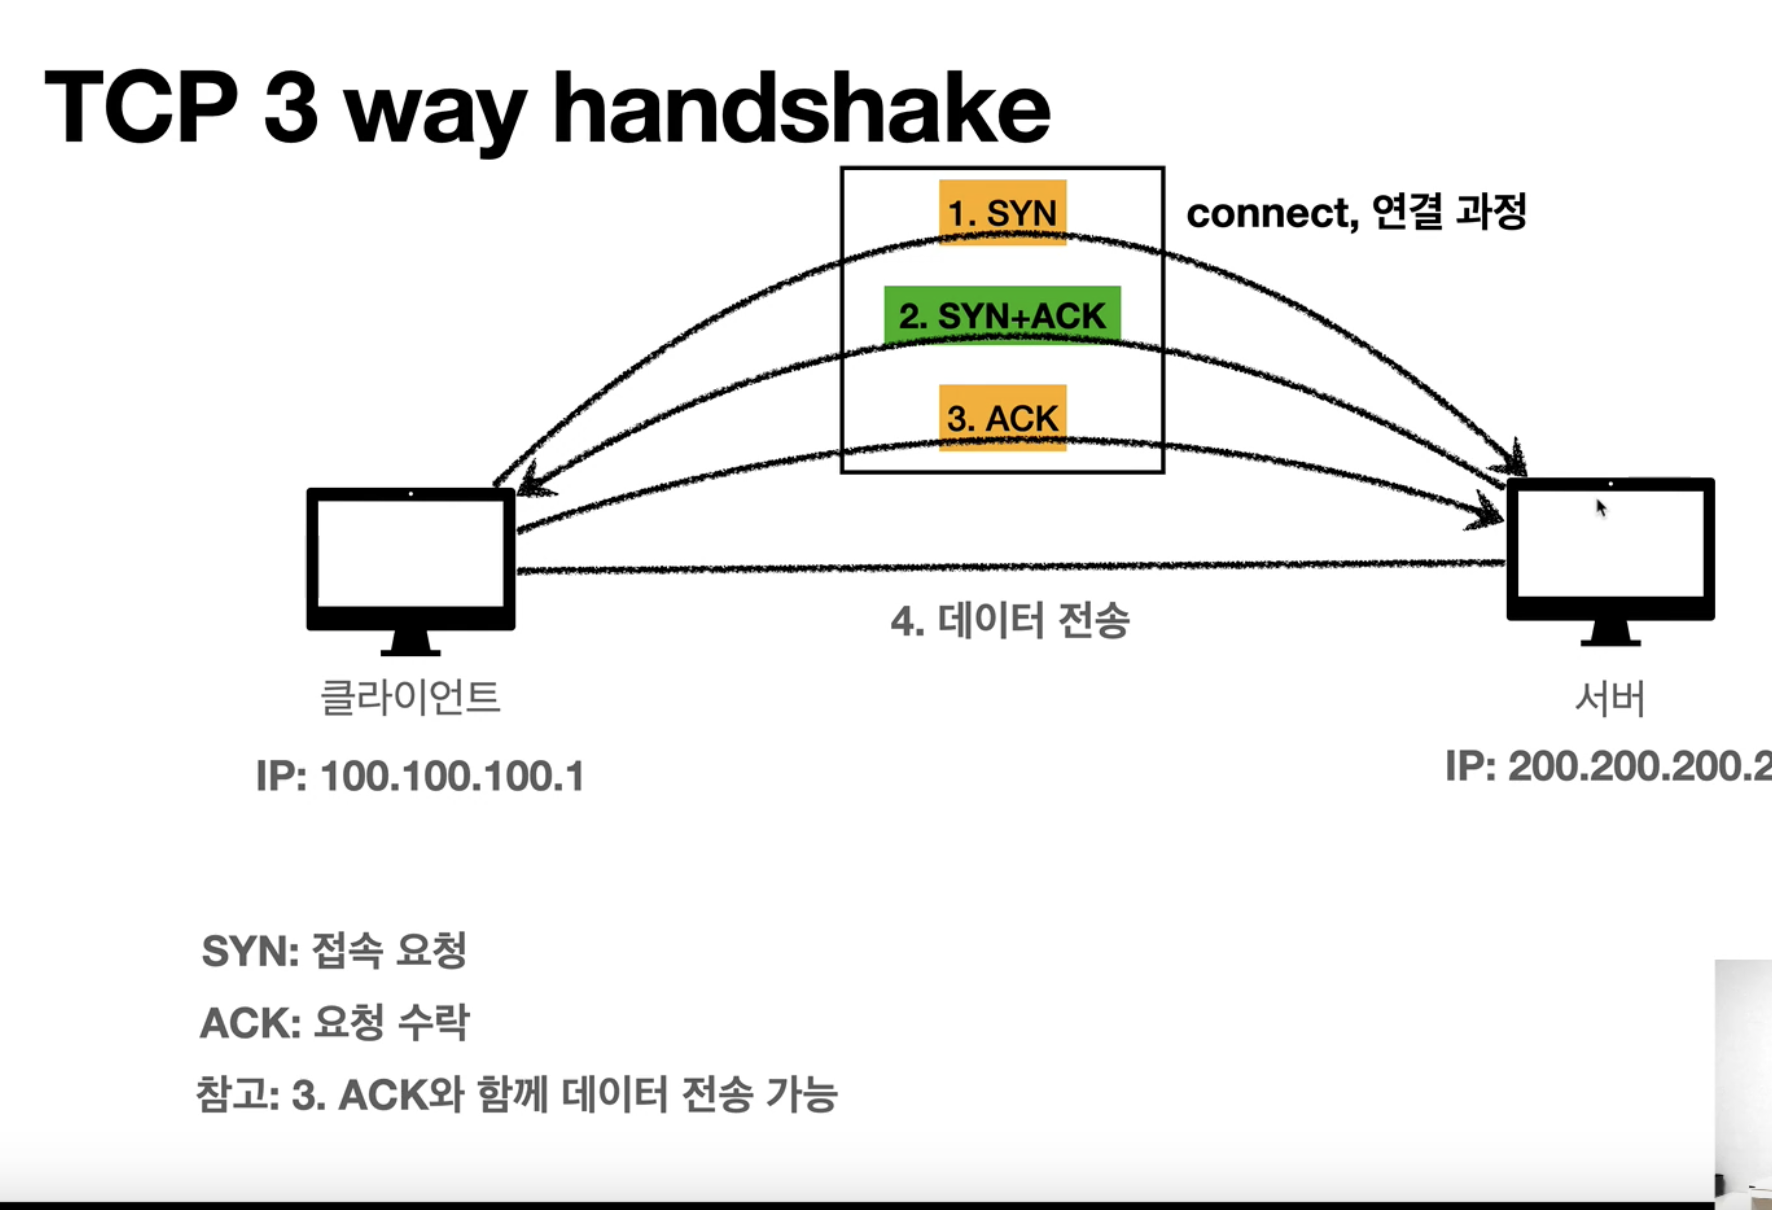 TCP 3 way handshake
1. SYN
connect, 연결 과정
2. SYN+ACK
3. ACK
4. 데이터 전송
클라이언트
서버
IP: 100.100.100.1
IP: 200.200.200.2
SYN: 접속 요청
ACK: 요청 수락
참고: 3. ACK와 함께 데이터 전송 가능